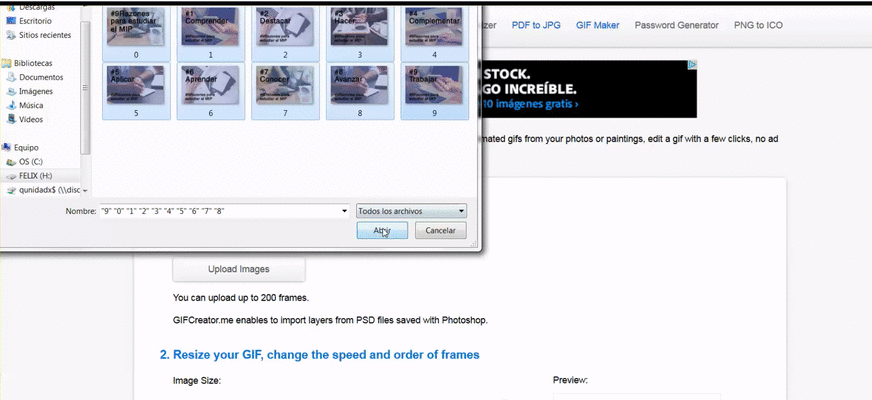 Descargas
Escritorio
Sitios recientes
Bibliotecas
Documentos
Imágenes
Música
Vídeos
Equipo
OS (C:)
FELIX (H:)
qunidadx$ (\\disc
#9Razones
para estudiar
el MIP
0
#1
Comprender
1
#2
Destacar
2
#3
Hacer
3
#4
Complementar
4
#5
Aplicar
5
#6
Aprender
6
#7
Conocer
7
#8
Avanzar
8
#9
Trabajar
9
Nombre: "9" "0" "1" "2" "3" "4" "5" "6" "7" "8"
Todos los archivos
Abrir
Cancelar
izer PDF to JPG GIF Maker Password Generator PNG to ICO
STOCK.
GO INCREÍBLE.
10 imágenes gratis ›
mated gifs from your photos or paintings, edit a gif with a few clicks, no ad
Upload Images
You can upload up to 200 frames.
GIFCreator.me enables to import layers from PSD files saved with Photoshop.
2. Resize your GIF, change the speed and order of frames
Image Size:
Preview: